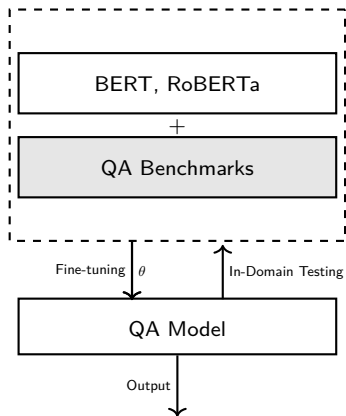 BERT, RoBERTa
+
QA Benchmarks
Fine-tuning θ
In-Domain Testing
QA Model
Output